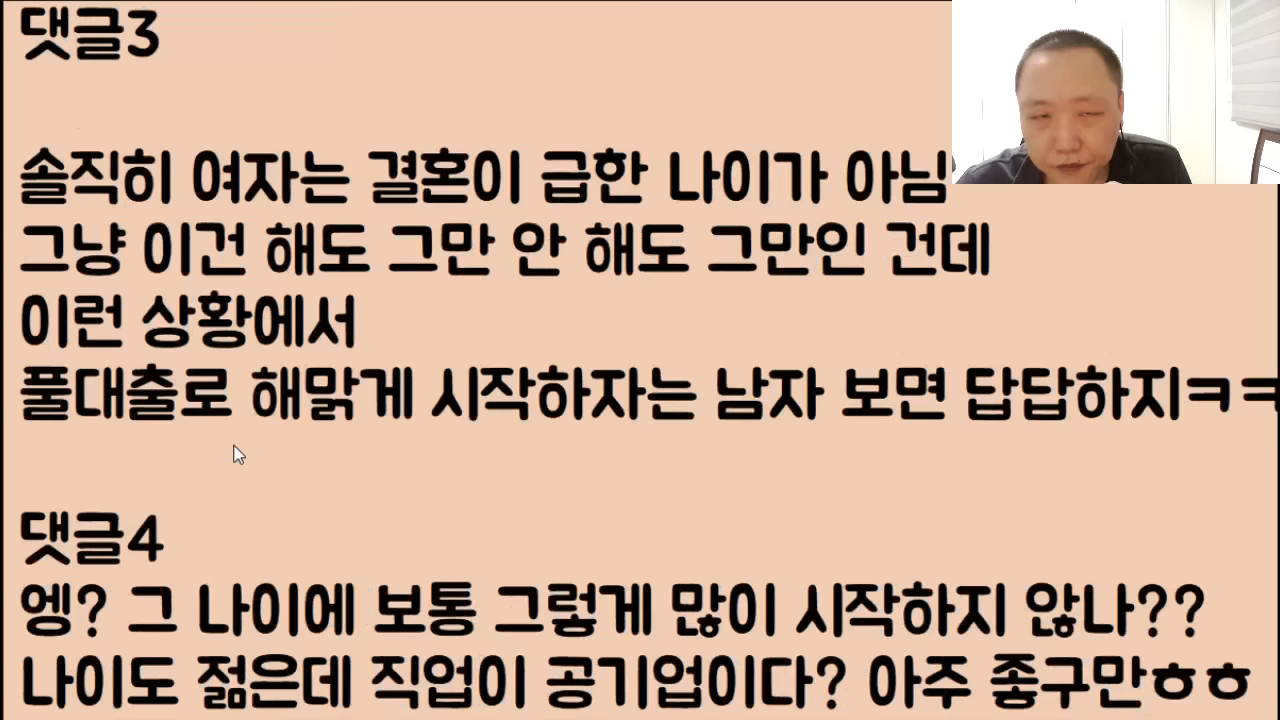 댓글3
솔직히 여자는 결혼이 급한 나이가 아님
그냥 이건 해도 그만 안 해도 그만인 건데
이런 상황에서
풀대출로 해맑게 시작하자는 남자 보면 답답하지ㅋㅋ
댓글4
엥? 그 나이에 보통 그렇게 많이 시작하지 않나??
나이도 젊은데 직업이 공기업이다? 아주 좋구만ㅎㅎ